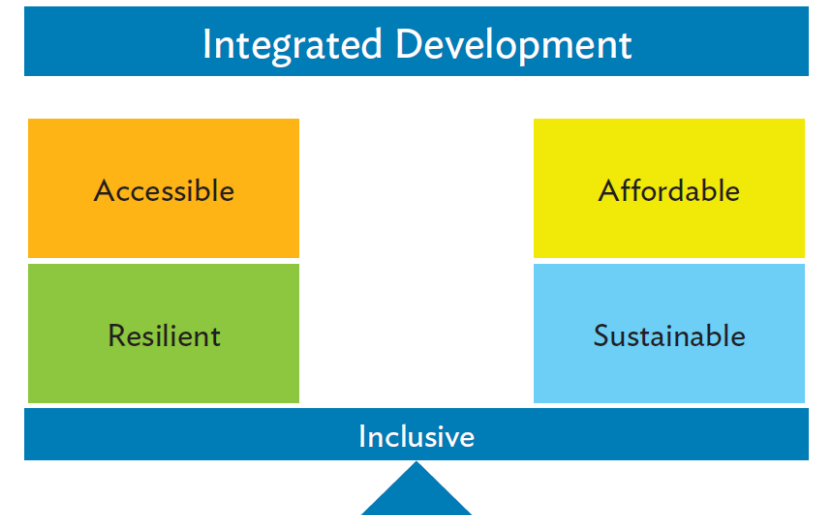 Integrated Development
Accessible
Affordable
Resilient
Sustainable
Inclusive